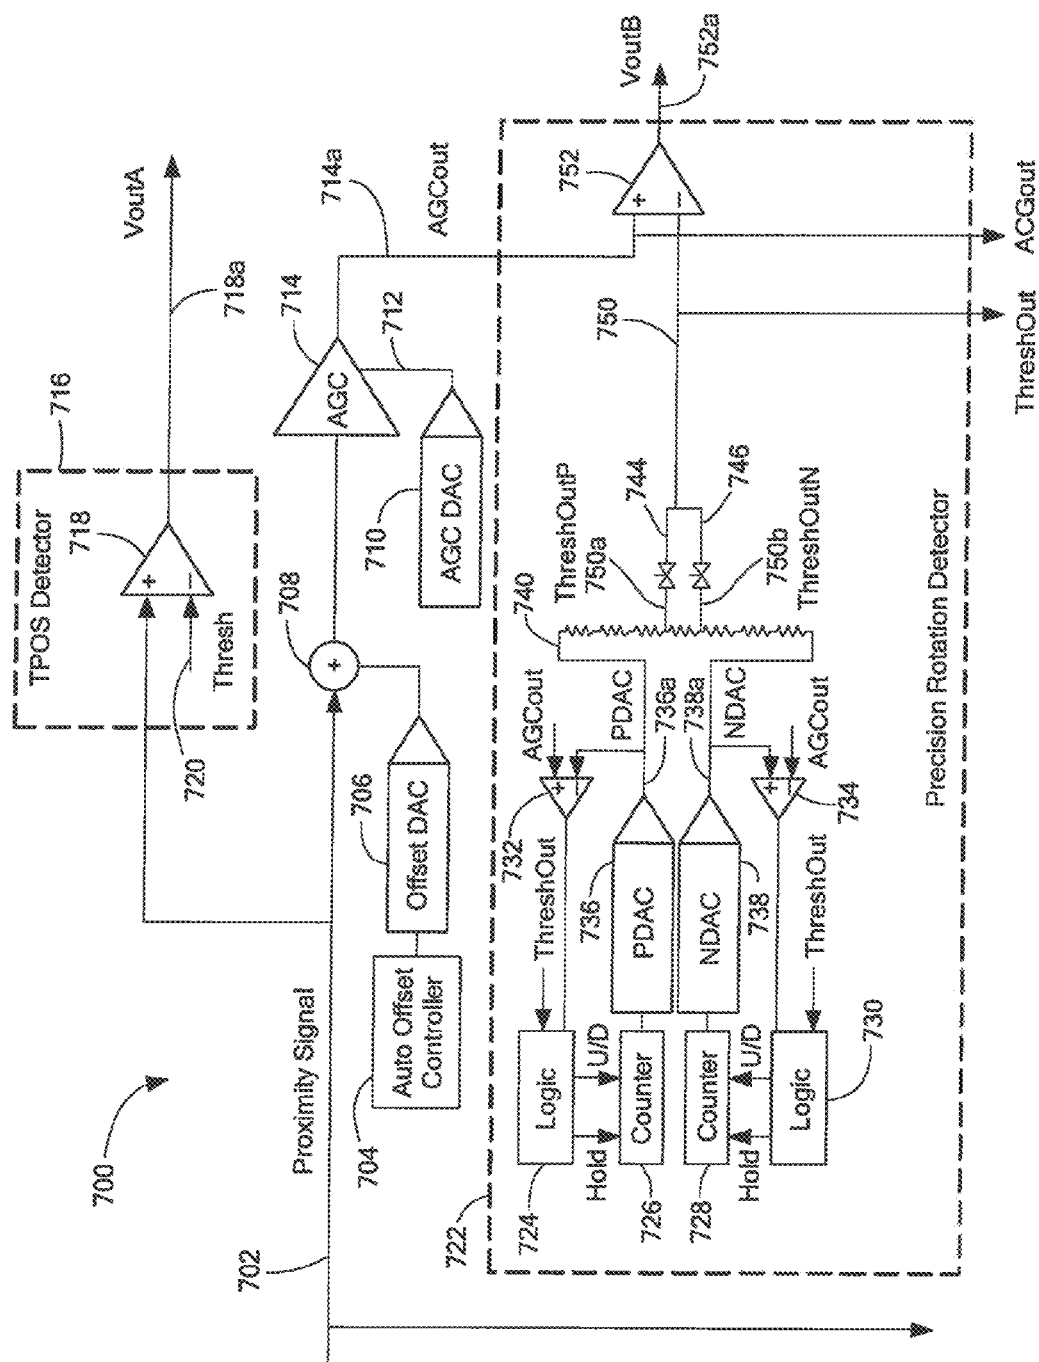 700
702
Proximity Signal
TPOS Detector
716
718
720
Thresh
718a
VoutA
704
Auto Offset
Controller
706
Offset DAC
708
710
AGC DAC
712
AGC
714
714a
AGCout
722
Precision Rotation Detector
724
Logic
Hold
U/D
ThreshOut
732
AGCout
726
Counter
736
PDAC
PDAC
736a
728
Counter
NDAC
738
738a
NDAC
Hold
U/D
730
Logic
ThreshOut
734
AGCout
740
ThreshOutP
750a
744
746
750b
ThreshOutN
750
752
VoutB
752a
ThreshOut
ACGout